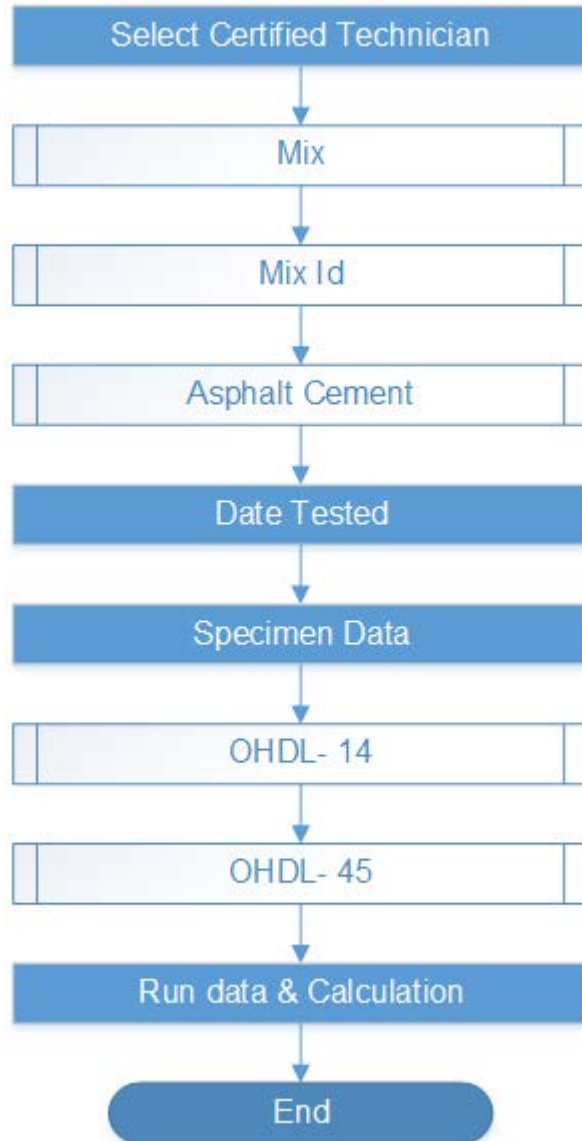 Select Certified Technician
Mix
Mix Id
Asphalt Cement
Date Tested
Specimen Data
OHDL- 14
OHDL- 45
Run data & Calculation
End